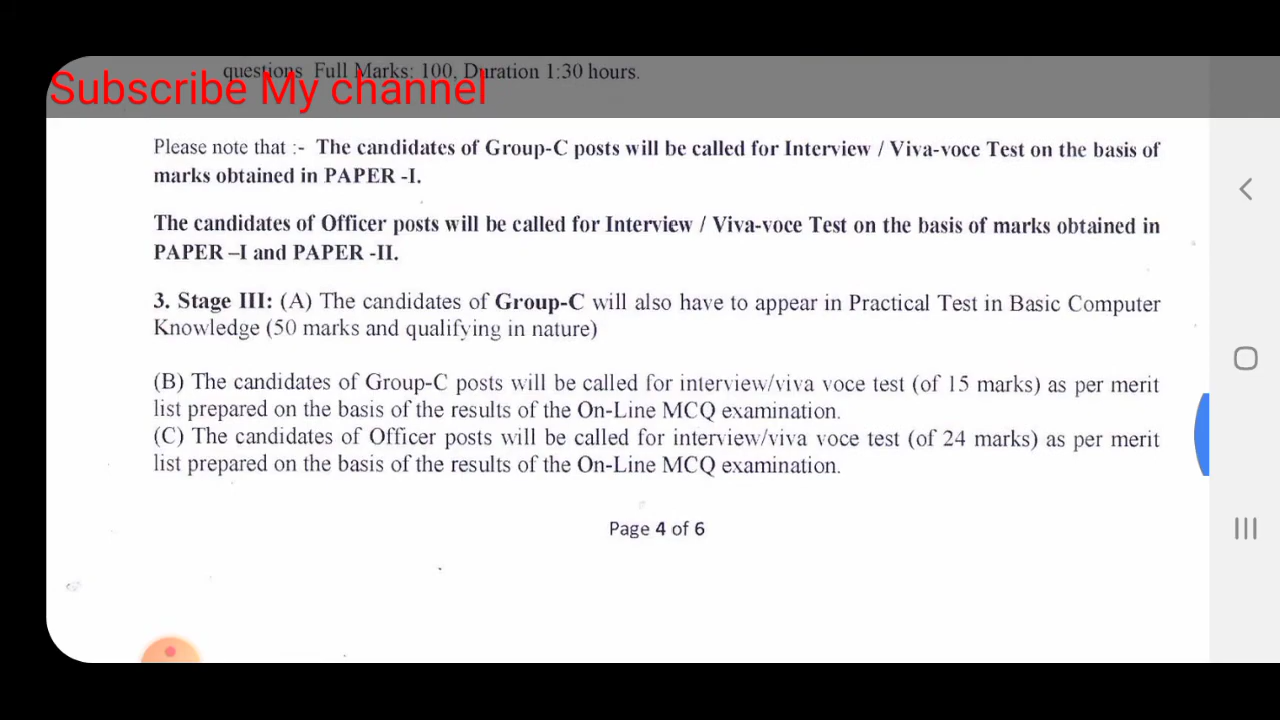 questions Full Marks: 100, Duration 1:30 hours.
Subscribe My channel
Please note that :- The candidates of Group-C posts will be called for Interview / Viva-voce Test on the basis of
marks obtained in PAPER -I.
The candidates of Officer posts will be called for Interview / Viva-voce Test on the basis of marks obtained in
PAPER –I and PAPER -II.
3. Stage III: (A) The candidates of Group-C will also have to appear in Practical Test in Basic Computer
Knowledge (50 marks and qualifying in nature)
(B) The candidates of Group-C posts will be called for interview/viva voce test (of 15 marks) as per merit
list prepared on the basis of the results of the On-Line MCQ examination.
(C) The candidates of Officer posts will be called for interview/viva voce test (of 24 marks) as per merit
list prepared on the basis of the results of the On-Line MCQ examination.
Page 4 of 6